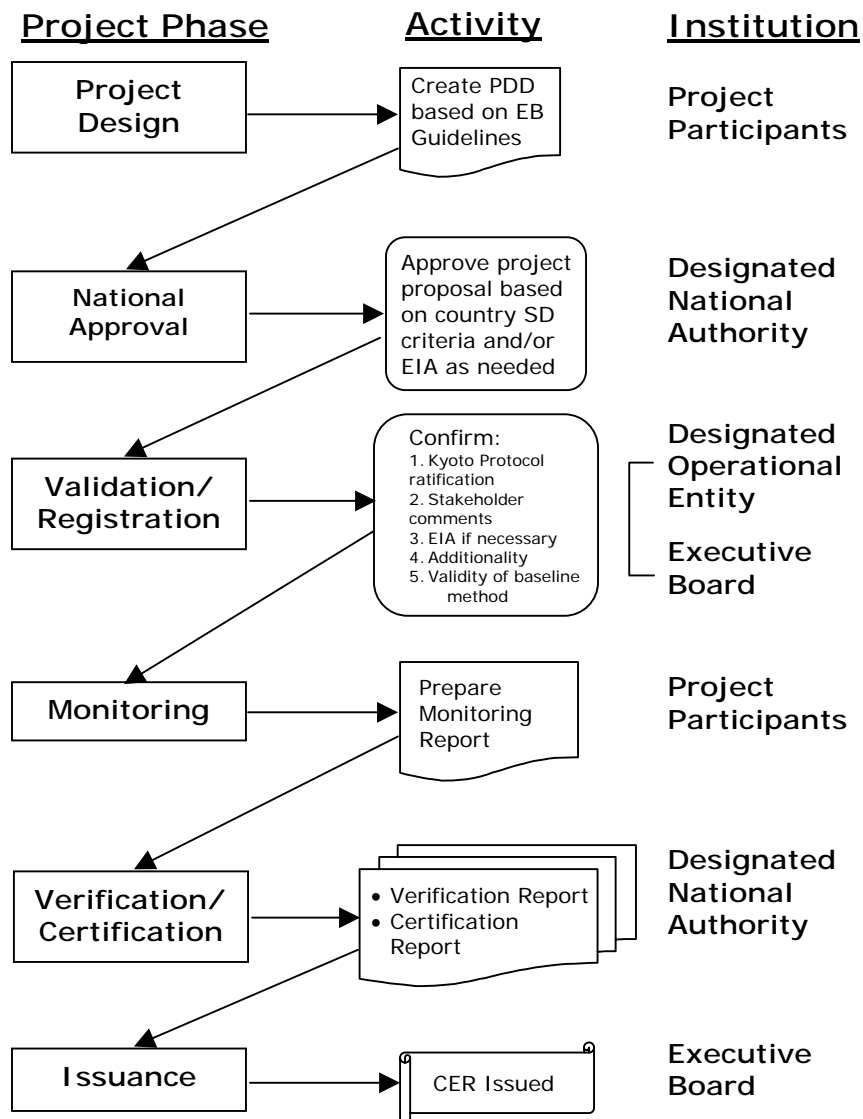 Project Phase
Activity
Institution
Project
Design
Create PDD
based on EB
Guidelines
Project
Participants
National
Approval
Approve project
proposal based
on country SD
criteria and/or
EIA as needed
Designated
National
Authority
Validation/
Registration
Confirm:
1. Kyoto Protocol
ratification
2. Stakeholder
comments
3. EIA if necessary
4. Additionality
5. Validity of baseline
method
Designated
Operational
Entity
Executive
Board
Monitoring
Prepare
Monitoring
Report
Project
Participants
Verification/
Certification
• Verification Report
• Certification
Report
Designated
National
Authority
Issuance
CER Issued
Executive
Board